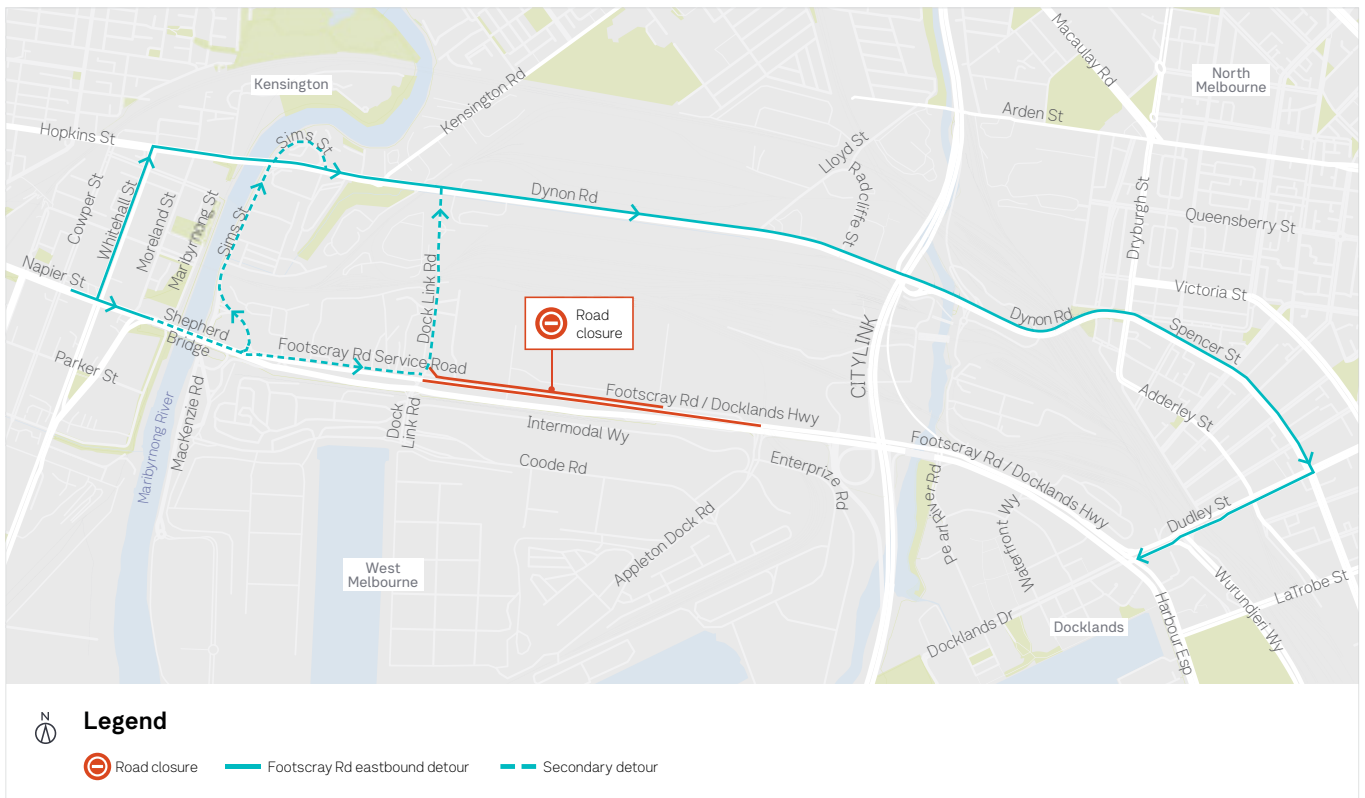 Kensington
North
Melbourne
Macaulay Rd
Kensington Rd
Arden St
Hopkins St
Sims St
Lloyd St
Radcliffe St
Dynon Rd
Dryburgh St
Queensberry St
Cowper St
Whitehall St
Moreland St
Maribyrnong St
Sims St
Napier St
Dock Link Rd
Victoria St
Road
closure
Dynon Rd
Spencer St
Shepherd
Bridge
Footscray Rd Service Road
CITYLINK
Parker St
MacKenzie Rd
Maribyrnong River
Footscray Rd / Docklands Hwy
Adderley St
Dock
Link Rd
Intermodal Wy
Coode Rd
Enterprize Rd
Footscray Rd / Docklands Hwy
Pearl River Rd
Waterfront Wy
Dudley St
Appleton Dock Rd
West
Melbourne
Wurundjeri Wy
LaTrobe St
Harbour Esp
Docklands Dr
Docklands
N
Legend
Road closure
Footscray Rd eastbound detour
Secondary detour